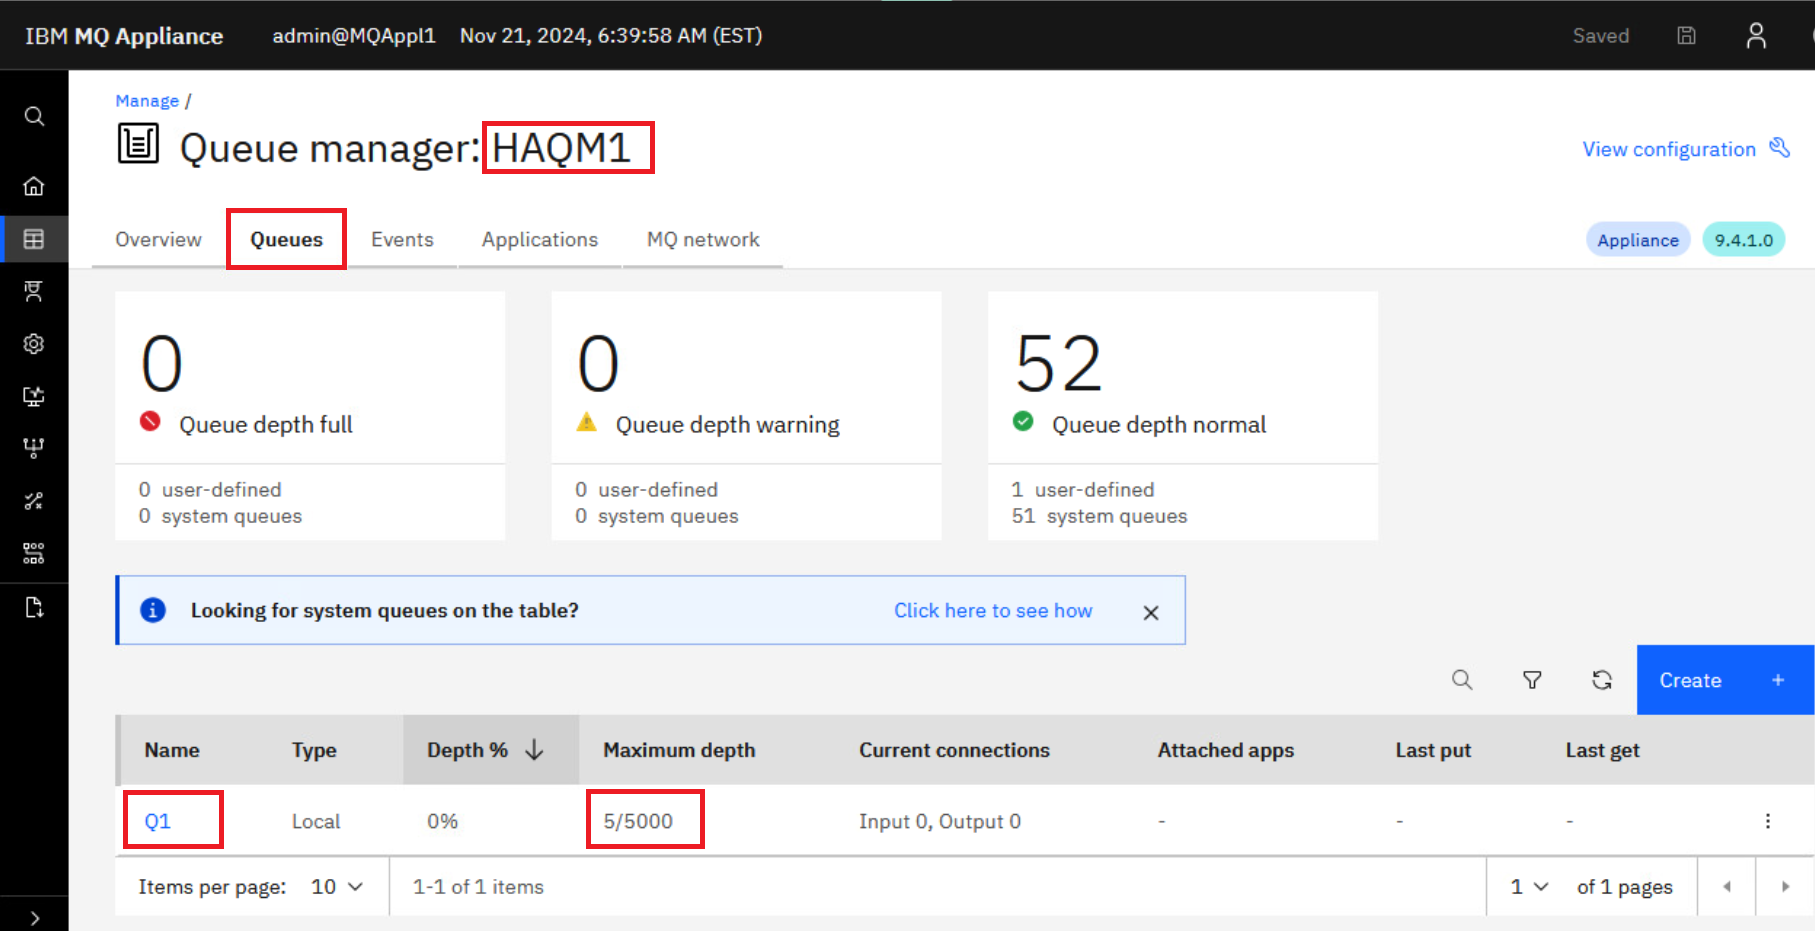 IBM MQ Appliance admin@MQAppl1 Nov 21, 2024, 6:39:58 AM (EST) Saved
Manage /
Queue manager: HAQM1
View configuration
Overview Queues Events Applications MQ network
Appliance 9.4.1.0
0
Queue depth full
0 user-defined
0 system queues
0
Queue depth warning
0 user-defined
0 system queues
52
Queue depth normal
1 user-defined
51 system queues
Looking for system queues on the table? Click here to see how
Create +
Name Type Depth % Maximum depth Current connections Attached apps Last put Last get
Q1 Local 0% 5/5000 Input 0, Output 0 - - -
Items per page: 10 1-1 of 1 items 1 of 1 pages